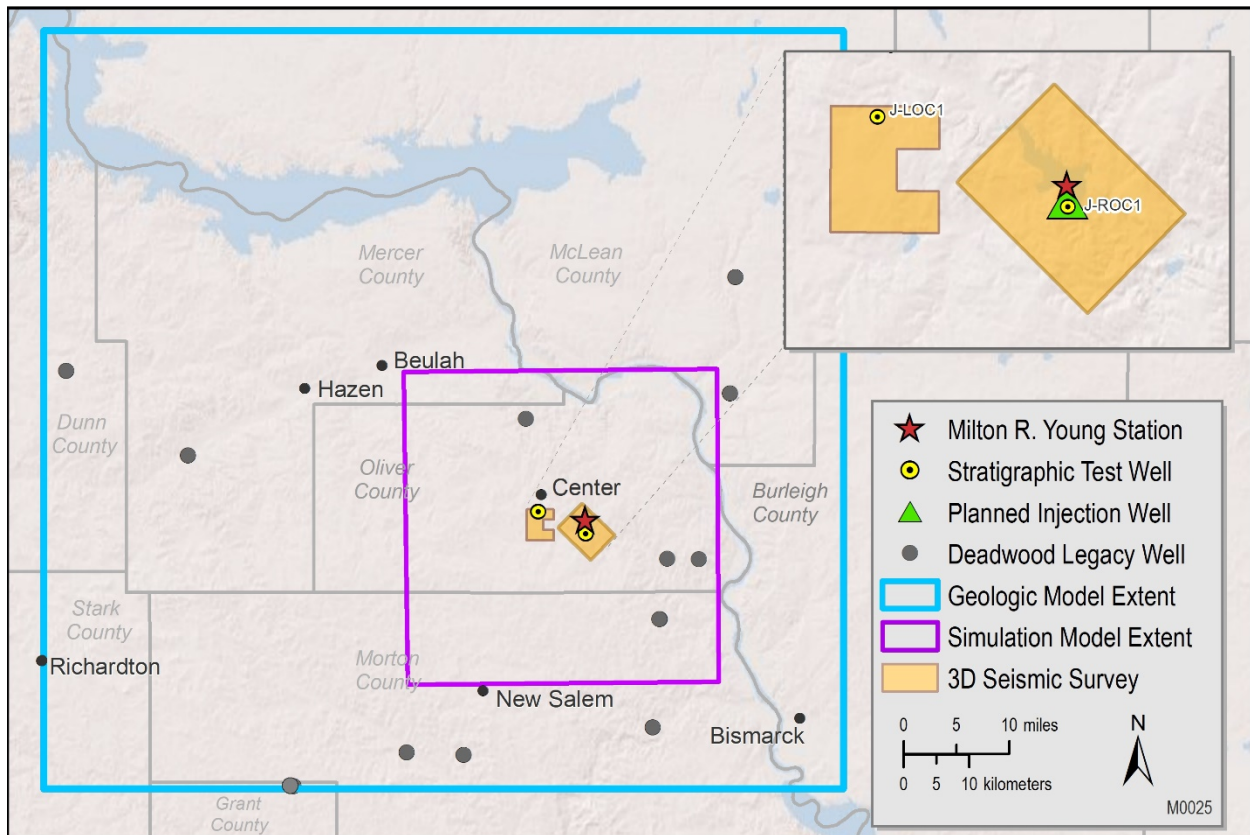 J-LOC1
J-ROC1
Mercer
County
McLean
County
Beulah
Hazen
Dunn
County
Oliver
County
Center
Burleigh
County
Stark
County
Richardton
Morton
County
New Salem
Bismarck
Grant
County
Milton R. Young Station
Stratigraphic Test Well
Planned Injection Well
Deadwood Legacy Well
Geologic Model Extent
Simulation Model Extent
3D Seismic Survey
0 5 10 miles
0 5 10 kilometers
N
M0025